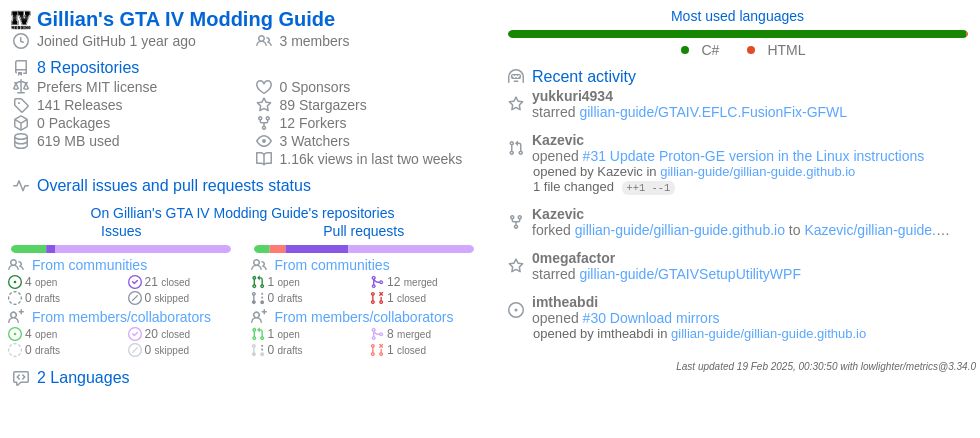 Gillian's GTA IV Modding Guide
Joined GitHub 1 year ago
3 members
8 Repositories
Prefers MIT license
0 Sponsors
141 Releases
89 Stargazers
0 Packages
12 Forkers
619 MB used
3 Watchers
1.16k views in last two weeks
Overall issues and pull requests status
On Gillian's GTA IV Modding Guide's repositories
Issues
Pull requests
From communities
4 open
21 closed
0 drafts
0 skipped
From members/collaborators
4 open
20 closed
0 drafts
0 skipped
From communities
1 open
12 merged
0 drafts
1 closed
From members/collaborators
1 open
8 merged
0 drafts
1 closed
2 Languages
Most used languages
C#
HTML
Recent activity
yukkuri4934
starred gillian-guide/GTAIV.EFLC.FusionFix-GFWL
Kazevic
opened #31 Update Proton-GE version in the Linux instructions
opened by Kazevic in gillian-guide/gillian-guide.github.io
1 file changed ++1 --1
Kazevic
forked gillian-guide/gillian-guide.github.io to Kazevic/gillian-guide.…
0megafactor
starred gillian-guide/GTAIVSetupUtilityWPF
imtheabdi
opened #30 Download mirrors
opened by imtheabdi in gillian-guide/gillian-guide.github.io
Last updated 19 Feb 2025, 00:30:50 with lowlighter/metrics@3.34.0